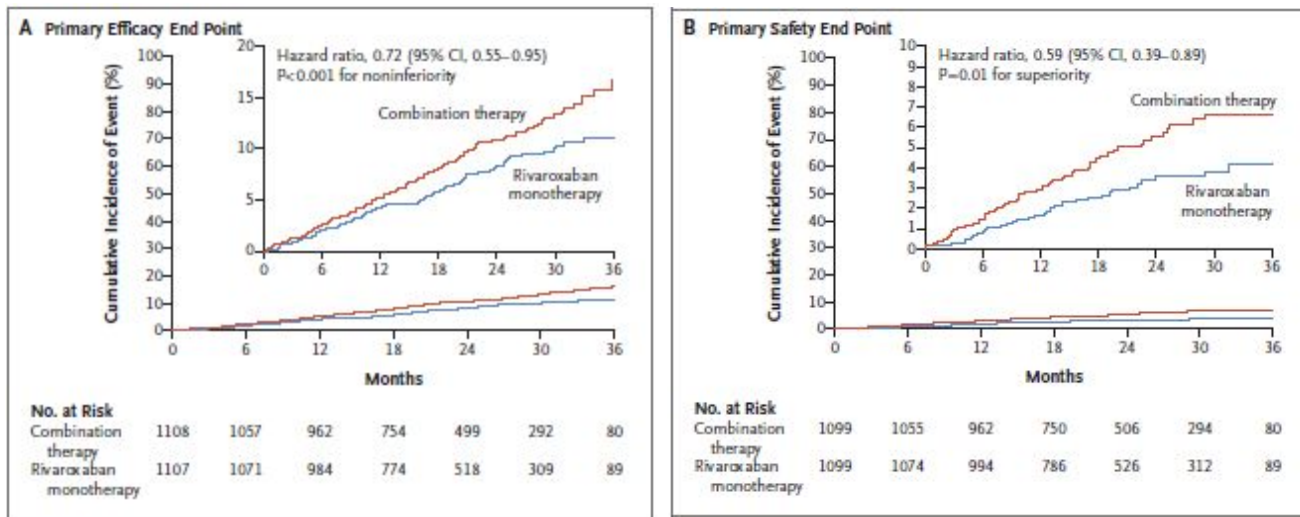 A Primary Efficacy End Point
Cumulative Incidence of Event (%)
100
90
80
70
60
50
40
30
20
10
0
20
15
10
5
0
Hazard ratio, 0.72 (95% CI, 0.55–0.95)
P<0.001 for noninferiority
Combination therapy
Rivaroxaban
monotherapy
0 6 12 18 24 30 36
0 6 12 18 24 30 36
Months
No. at Risk
Combination 1108 1057 962 754 499 292 80
therapy
Rivaroxaban 1107 1071 984 774 518 309 89
monotherapy
B Primary Safety End Point
Cumulative Incidence of Event (%)
100
90
80
70
60
50
40
30
20
10
0
10
9
8
7
6
5
4
3
2
1
0
Hazard ratio, 0.59 (95% CI, 0.39–0.89)
P=0.01 for superiority
Combination therapy
Rivaroxaban
monotherapy
0 6 12 18 24 30 36
0 6 12 18 24 30 36
Months
No. at Risk
Combination 1099 1055 962 750 506 294 80
therapy
Rivaroxaban 1099 1074 994 786 526 312 89
monotherapy